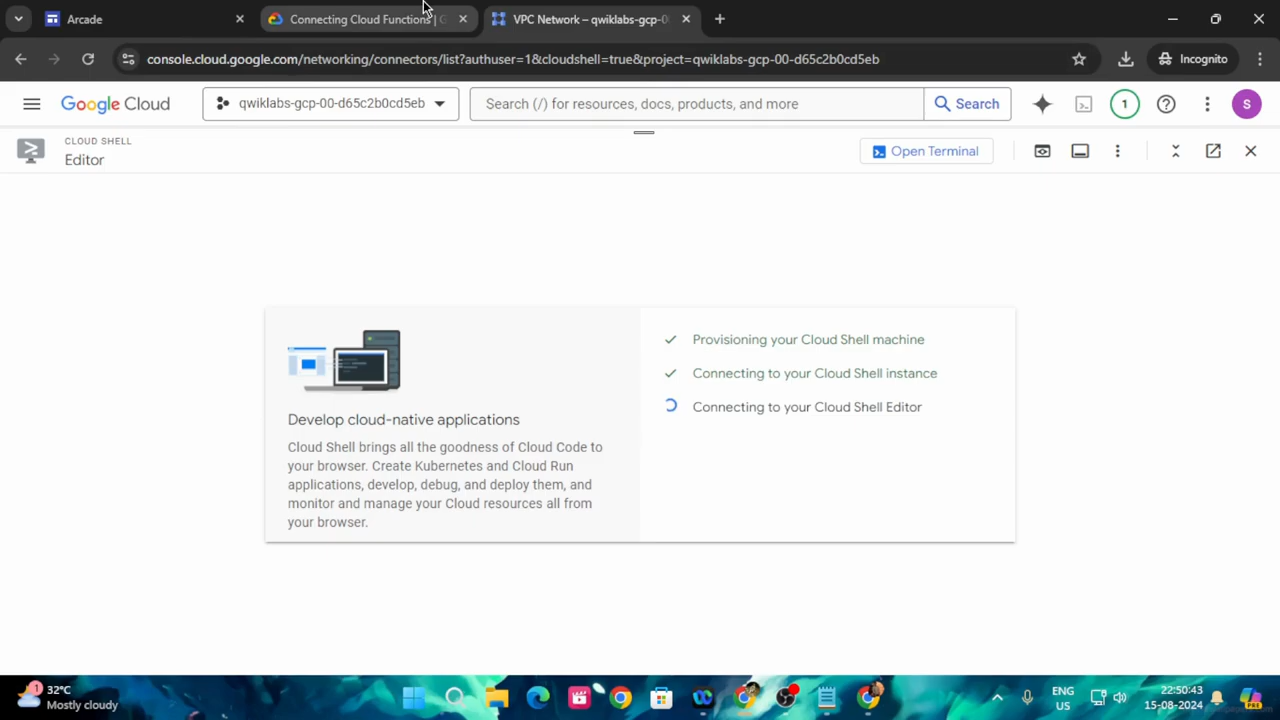 Arcade
Connecting Cloud Functions | G
VPC Network – qwiklabs-gcp-0
console.cloud.google.com/networking/connectors/list?authuser=1&cloudshell=true&project=qwiklabs-gcp-00-d65c2b0cd5eb
Incognito
Google Cloud
qwiklabs-gcp-00-d65c2b0cd5eb
Search (/) for resources, docs, products, and more
Search
1
S
CLOUD SHELL
Editor
Open Terminal
Develop cloud-native applications
Cloud Shell brings all the goodness of Cloud Code to
your browser. Create Kubernetes and Cloud Run
applications, develop, debug, and deploy them, and
monitor and manage your Cloud resources all from
your browser.
Provisioning your Cloud Shell machine
Connecting to your Cloud Shell instance
Connecting to your Cloud Shell Editor
1
32°C
Mostly cloudy
ENG
US
22:50:43
15-08-2024
PRE